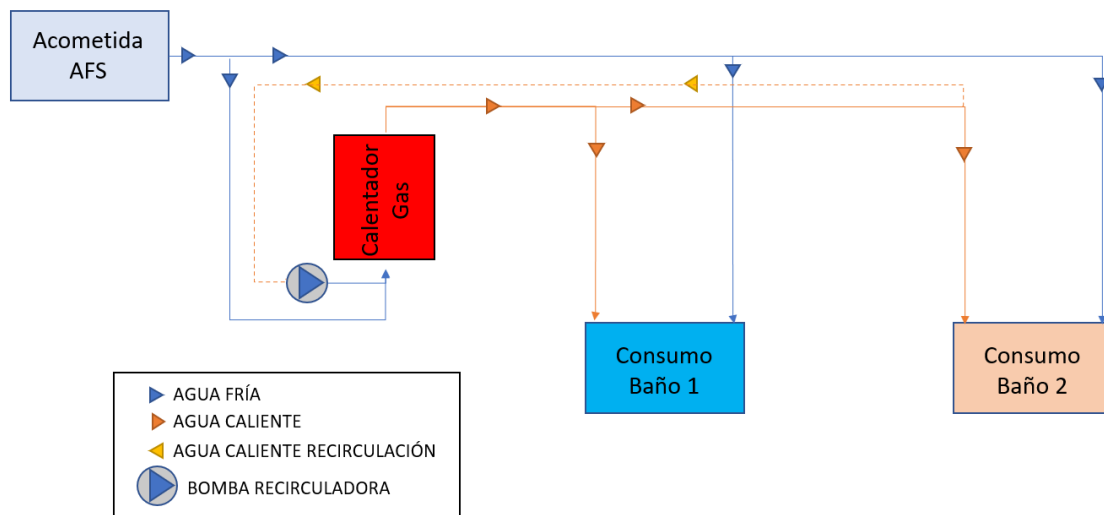 Acometida
AFS
Calentador
Gas
Consumo
Baño 1
Consumo
Baño 2
AGUA FRÍA
AGUA CALIENTE
AGUA CALIENTE RECIRCULACIÓN
BOMBA RECIRCULADORA